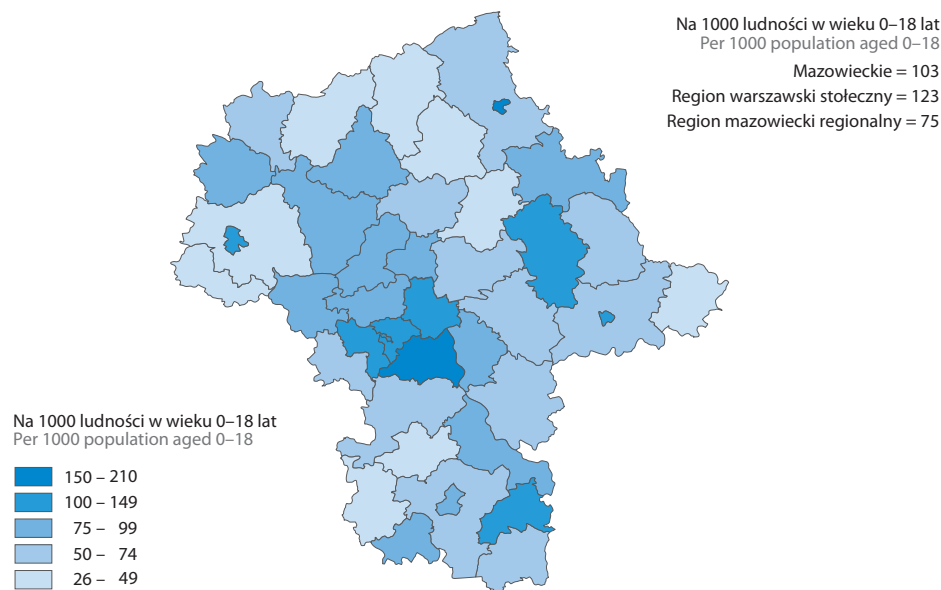 Na 1000 ludności w wieku 0–18 lat
Per 1000 population aged 0–18
Mazowieckie = 103
Region warszawski stołeczny = 123
Region mazowiecki regionalny = 75
Na 1000 ludności w wieku 0–18 lat
Per 1000 population aged 0–18
150 – 210
100 – 149
75 – 99
50 – 74
26 – 49